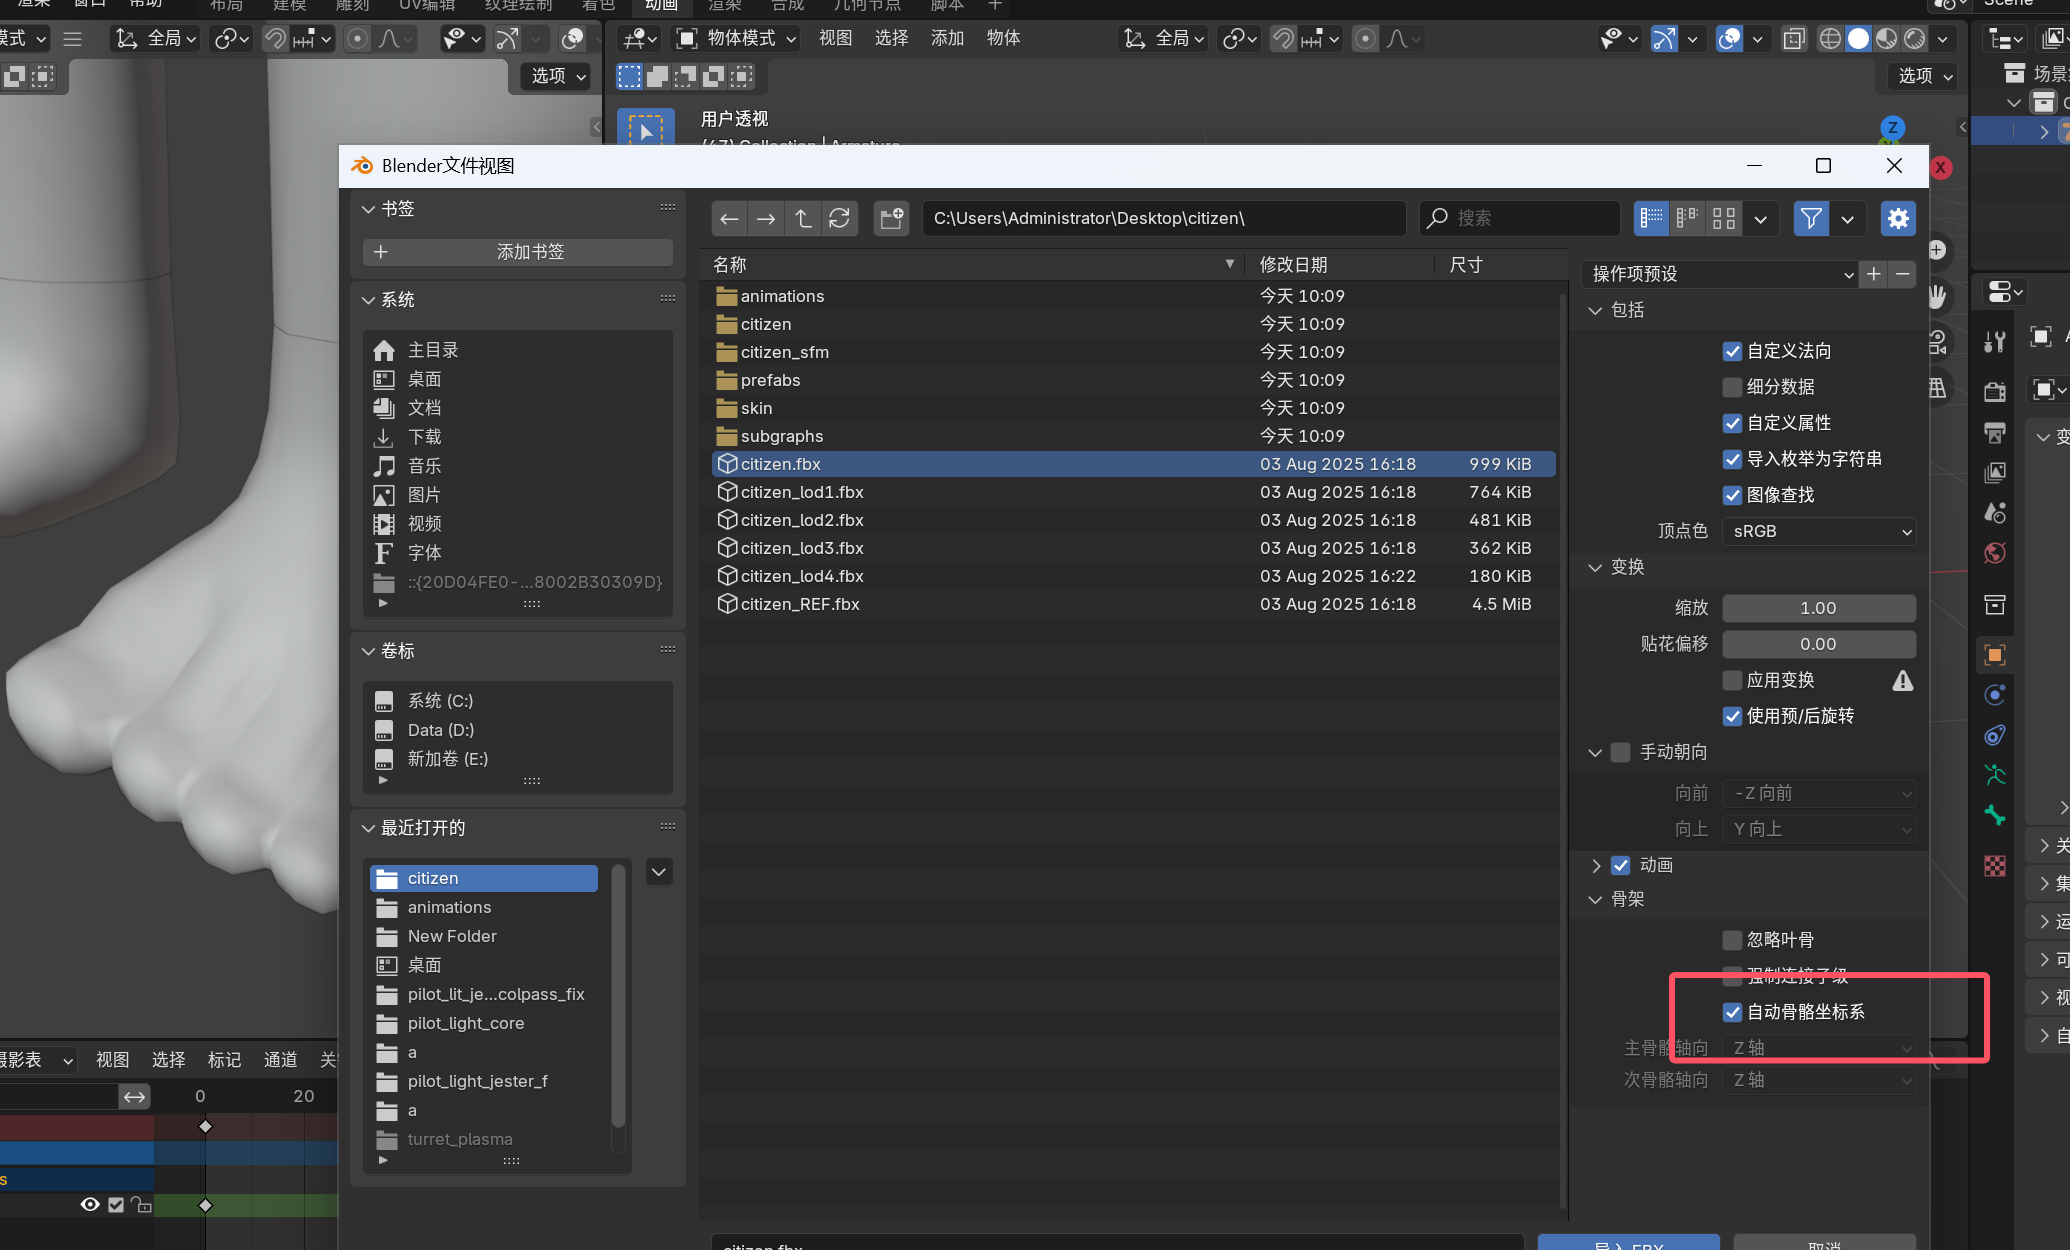 渲染 窗口 帮助 布局 建模 雕刻 UV编辑 纹理绘制 着色 动画 渲染 合成 几何节点 脚本 + Scene
模式 全局 物体模式 视图 选择 添加 物体 全局
选项 选项
场景
用户透视
(47) Collection | Armature
Z
X
Blender文件视图
书签
添加书签
系统
主目录
桌面
文档
下载
音乐
图片
视频
字体
::{20D04FE0-...8002B30309D}
卷标
系统 (C:)
Data (D:)
新加卷 (E:)
最近打开的
citizen
animations
New Folder
桌面
pilot_lit_je...colpass_fix
pilot_light_core
a
pilot_light_jester_f
a
turret_plasma
C:\Users\Administrator\Desktop\citizen\
搜索
名称 修改日期 尺寸
animations 今天 10:09
citizen 今天 10:09
citizen_sfm 今天 10:09
prefabs 今天 10:09
skin 今天 10:09
subgraphs 今天 10:09
citizen.fbx 03 Aug 2025 16:18 999 KiB
citizen_lod1.fbx 03 Aug 2025 16:18 764 KiB
citizen_lod2.fbx 03 Aug 2025 16:18 481 KiB
citizen_lod3.fbx 03 Aug 2025 16:18 362 KiB
citizen_lod4.fbx 03 Aug 2025 16:22 180 KiB
citizen_REF.fbx 03 Aug 2025 16:18 4.5 MiB
操作项预设
包括
自定义法向
细分数据
自定义属性
导入枚举为字符串
图像查找
顶点色 sRGB
变换
缩放 1.00
贴花偏移 0.00
应用变换
使用预/后旋转
手动朝向
向前 -Z 向前
向上 Y 向上
动画
骨架
忽略叶骨
强制连接子级
自动骨骼坐标系
主骨骼轴向 Z 轴
次骨骼轴向 Z 轴
citizen.fbx 导入 FBX 取消
摄影表 视图 选择 标记 通道 关
0 20
s
变
关
集
运
可
视
自